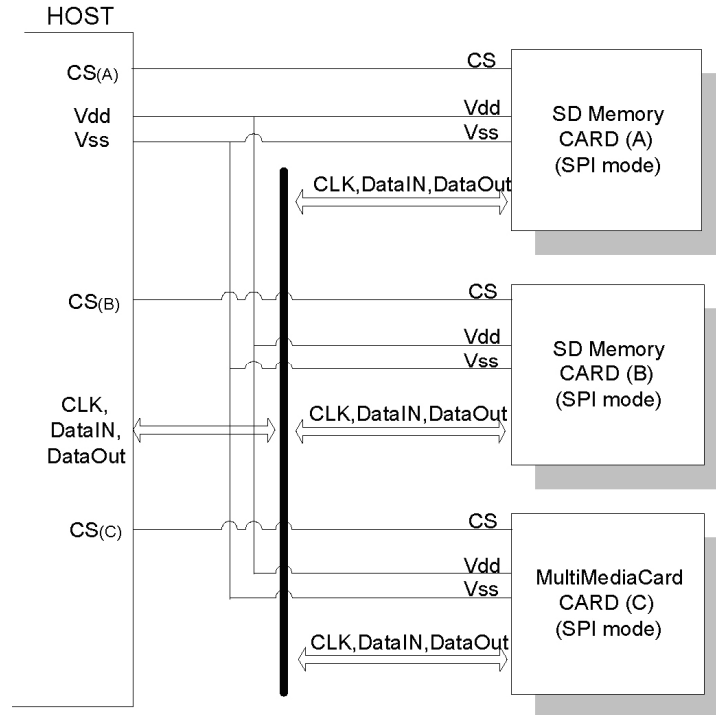 HOST
CS(A)
CS
Vdd
Vdd
Vss
Vss
SD Memory
CARD (A)
(SPI mode)
CLK,DataIN,DataOut
CS(B)
CS
Vdd
Vss
SD Memory
CARD (B)
(SPI mode)
CLK,
DataIN,
DataOut
CLK,DataIN,DataOut
CS(C)
CS
Vdd
Vss
MultiMediaCard
CARD (C)
(SPI mode)
CLK,DataIN,DataOut